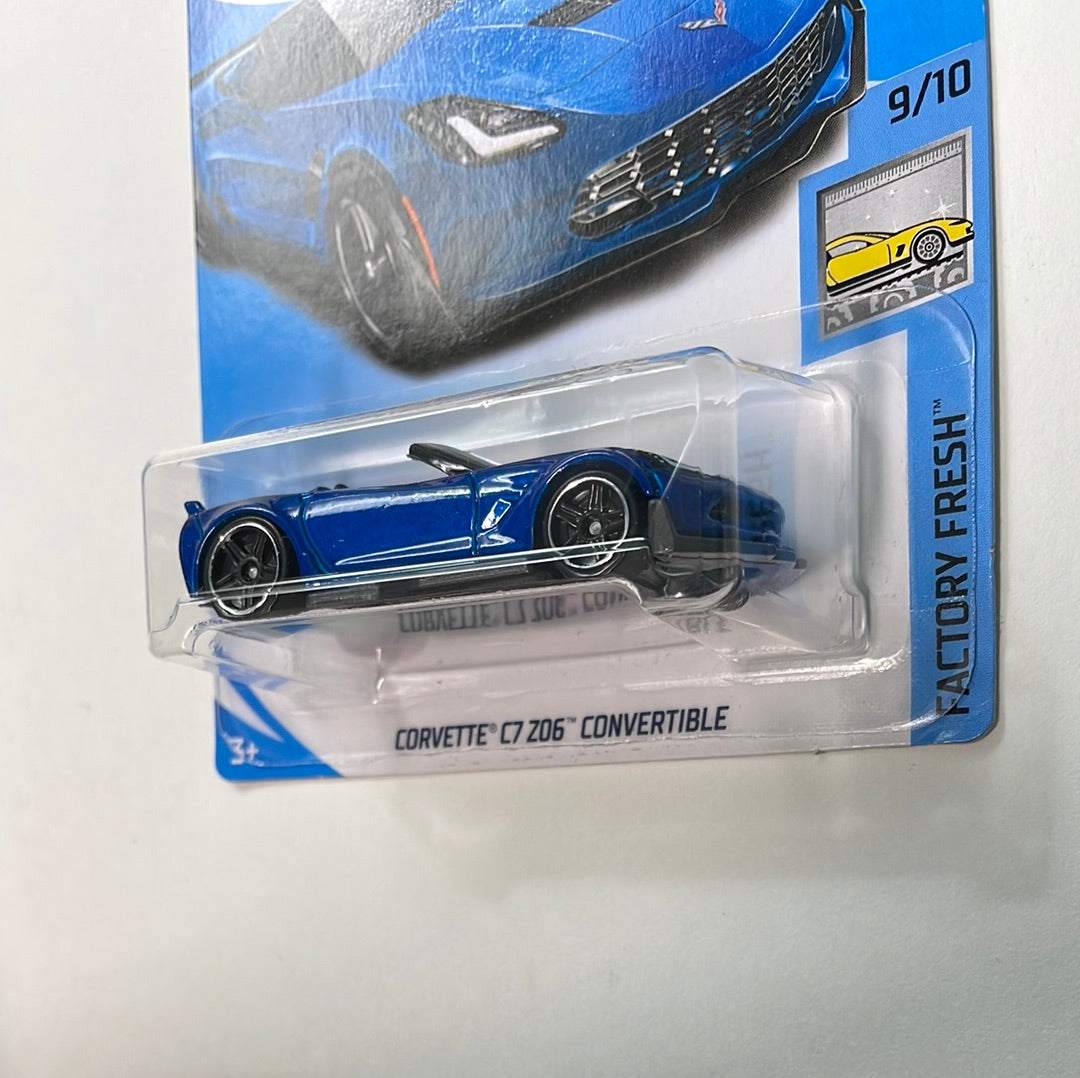 9/10
FACTORY FRESH™
CORVETTE® C7 Z06™ CONVERTIBLE
3+